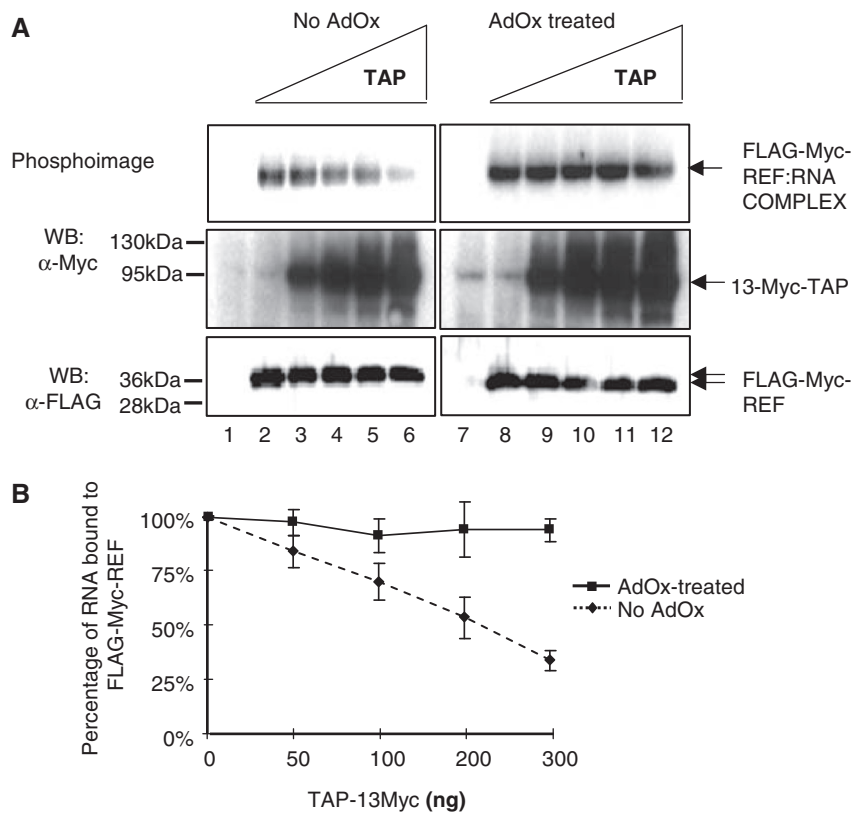 A
No AdOx
AdOx treated
TAP
TAP
Phosphoimage
FLAG-Myc-
REF:RNA
COMPLEX
WB:
α-Myc
130kDa
95kDa
13-Myc-TAP
WB:
α-FLAG
36kDa
28kDa
FLAG-Myc-
REF
1 2 3 4 5 6 7 8 9 10 11 12
B
Percentage of RNA bound to
FLAG-Myc-REF
100%
75%
50%
25%
0%
0 50 100 200 300
TAP-13Myc (ng)
AdOx-treated
No AdOx